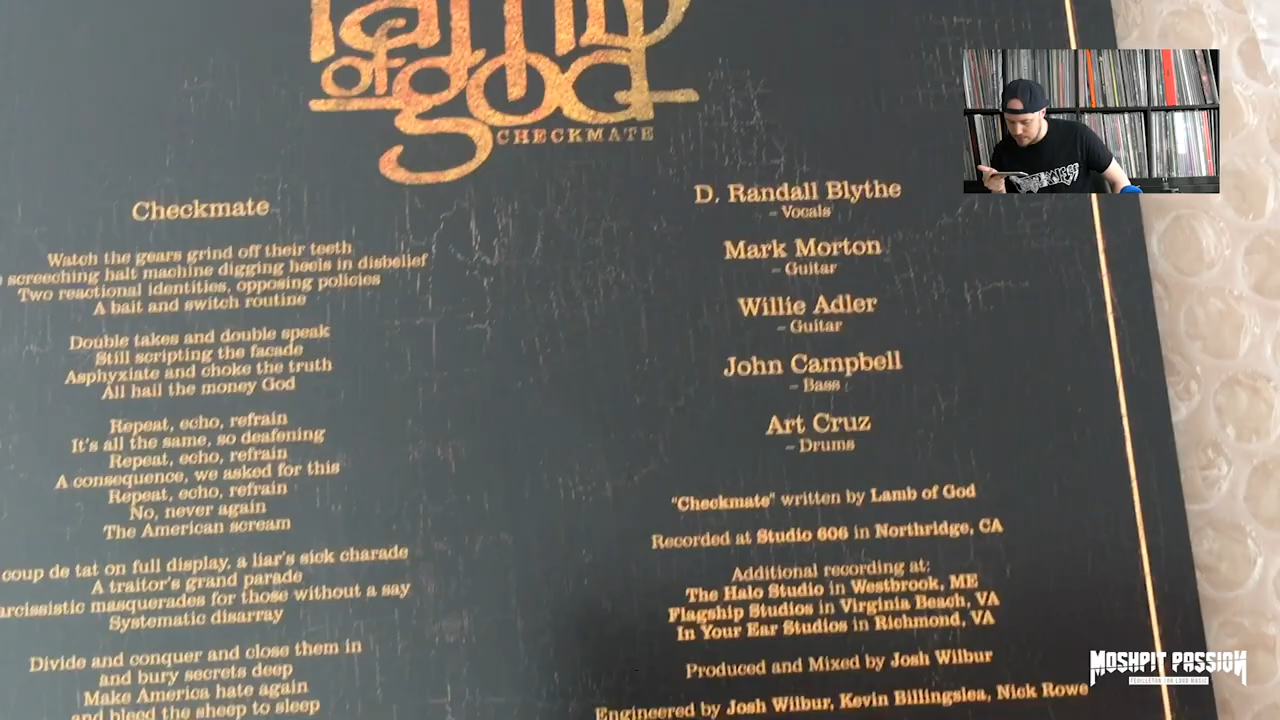 lamb
of god
CHECKMATE
Checkmate
Watch the gears grind off their teeth
screeching halt machine digging heels in disbelief
Two reactional identities, opposing policies
A bait and switch routine
Double takes and double speak
Still scripting the facade
Asphyxiate and choke the truth
All hail the money God
Repeat, echo, refrain
It's all the same, so deafening
Repeat, echo, refrain
A consequence, we asked for this
Repeat, echo, refrain
No, never again
The American scream
coup de tat on full display, a liar's sick charade
A traitor's grand parade
arcissistic masquerades for those without a say
Systematic disarray
Divide and conquer and close them in
and bury secrets deep
Make America hate again
and bleed the sheep to sleep
D. Randall Blythe
- Vocals
Mark Morton
- Guitar
Willie Adler
- Guitar
John Campbell
- Bass
Art Cruz
- Drums
"Checkmate" written by Lamb of God
Recorded at Studio 606 in Northridge, CA
Additional recording at:
The Halo Studio in Westbrook, ME
Flagship Studios in Virginia Beach, VA
In Your Ear Studios in Richmond, VA
Produced and Mixed by Josh Wilbur
Engineered by Josh Wilbur, Kevin Billingslea, Nick Rowe
MOSHPIT PASSION
FEUILLETON FOR LOUD MUSIC